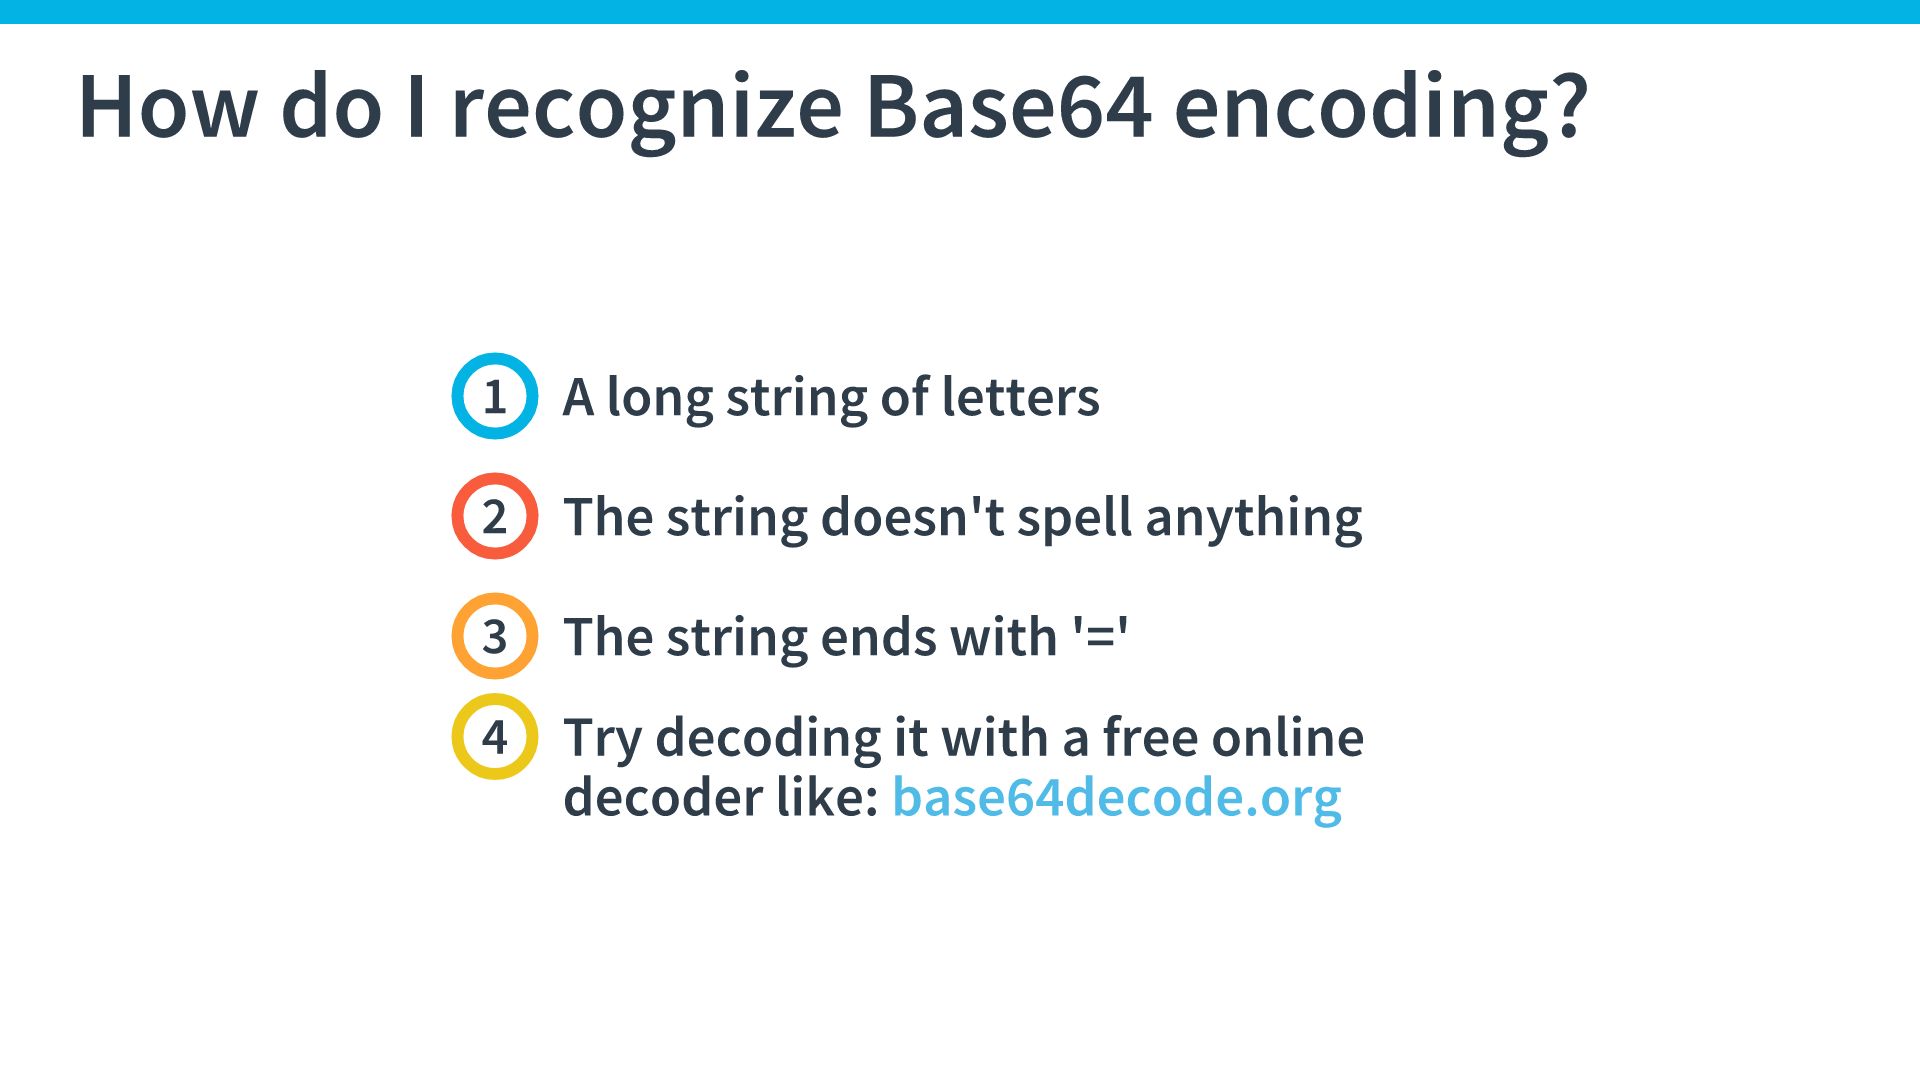 How do I recognize Base64 encoding?
1 A long string of letters
2 The string doesn't spell anything
3 The string ends with '='
4 Try decoding it with a free online
decoder like: base64decode.org